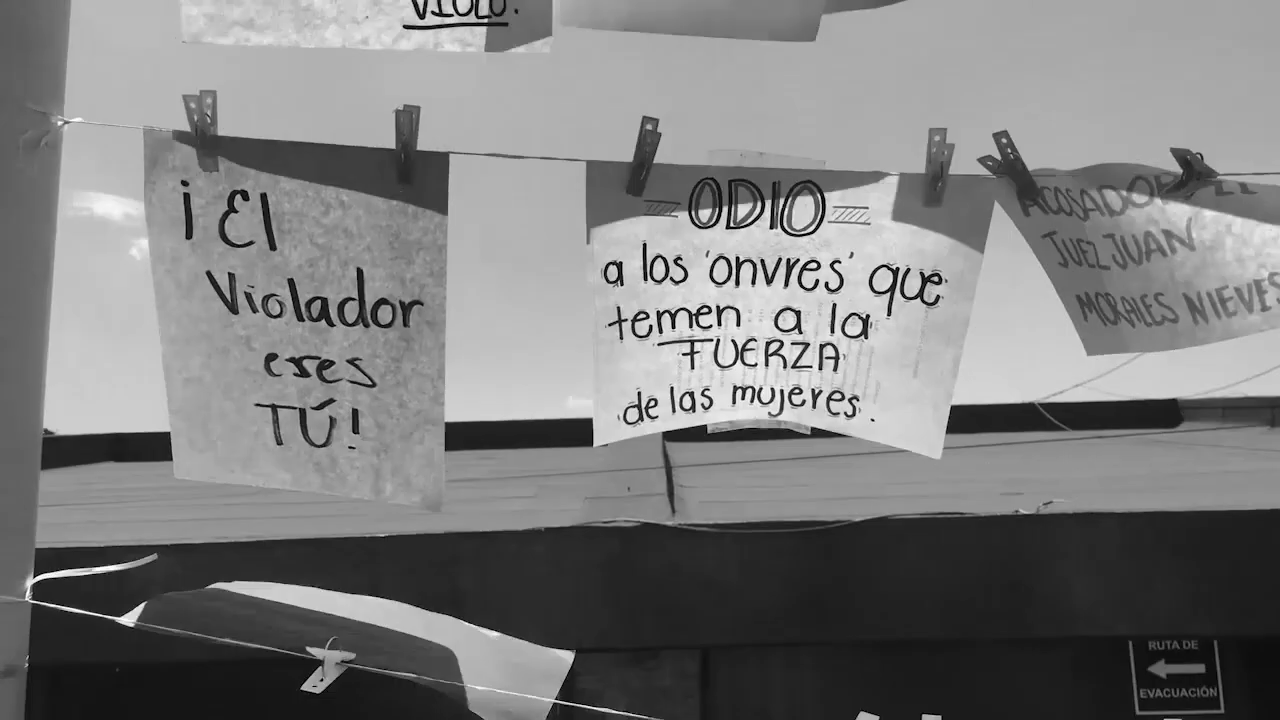 VIOLÓ.
¡El
Violador
eres
TÚ!
ODIO
a los 'onvres' que
temen a la
FUERZA
de las mujeres.
ACOSADOR EL
JUEZ JUAN
MORALES NIEVES
RUTA DE
EVACUACIÓN